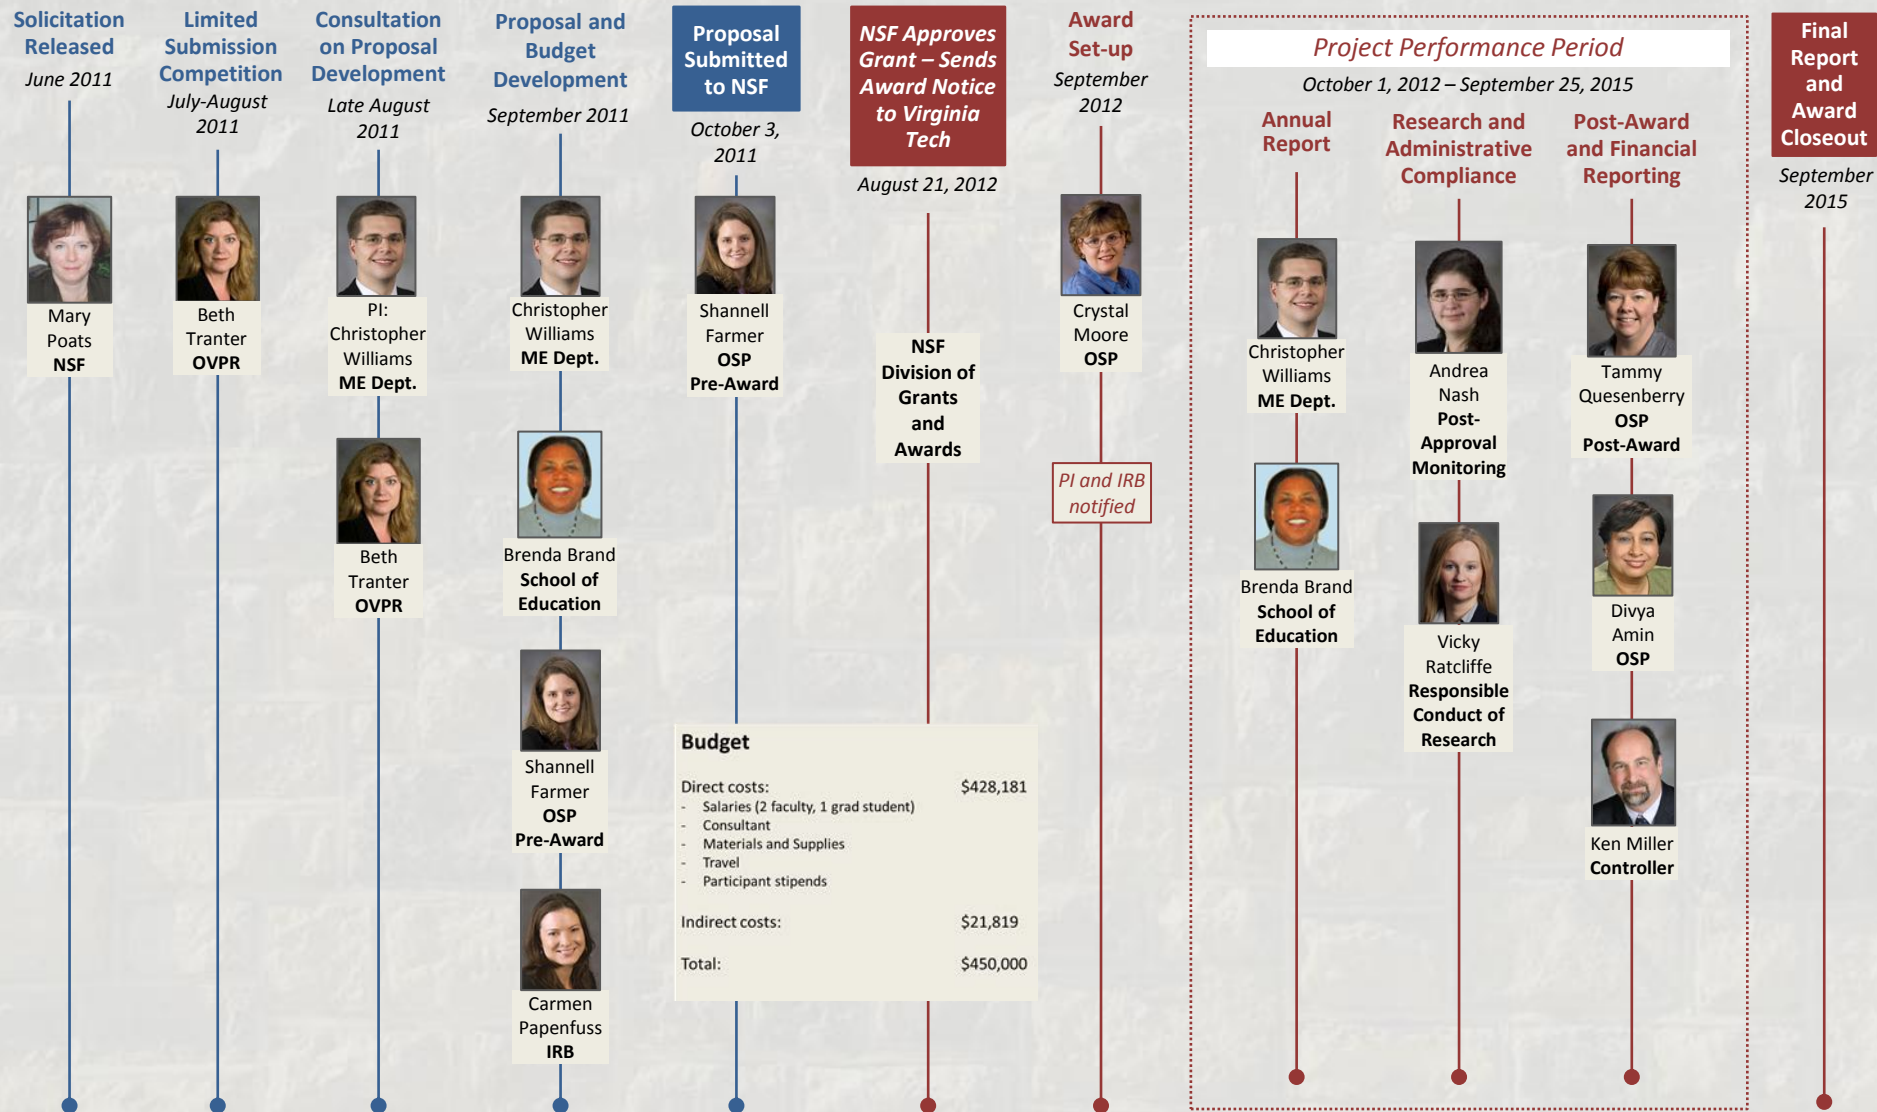 Solicitation
Released
June 2011
Mary
Poats
NSF
Limited
Submission
Competition
July-August
2011
Beth
Tranter
OVPR
Consultation
on Proposal
Development
Late August
2011
PI:
Christopher
Williams
ME Dept.
Beth
Tranter
OVPR
Proposal and
Budget
Development
September 2011
Christopher
Williams
ME Dept.
Brenda Brand
School of
Education
Shannell
Farmer
OSP
Pre-Award
Carmen
Papenfuss
IRB
Proposal
Submitted
to NSF
October 3,
2011
Shannell
Farmer
OSP
Pre-Award
Budget
Direct costs: $428,181
- Salaries (2 faculty, 1 grad student)
- Consultant
- Materials and Supplies
- Travel
- Participant stipends
Indirect costs: $21,819
Total: $450,000
NSF Approves
Grant – Sends
Award Notice
to Virginia
Tech
August 21, 2012
NSF
Division of
Grants
and
Awards
Award
Set-up
September
2012
Crystal
Moore
OSP
PI and IRB
notified
Project Performance Period
October 1, 2012 – September 25, 2015
Annual
Report
Christopher
Williams
ME Dept.
Brenda Brand
School of
Education
Research and
Administrative
Compliance
Andrea
Nash
Post-
Approval
Monitoring
Vicky
Ratcliffe
Responsible
Conduct of
Research
Post-Award
and Financial
Reporting
Tammy
Quesenberry
OSP
Post-Award
Divya
Amin
OSP
Ken Miller
Controller
Final
Report
and
Award
Closeout
September
2015